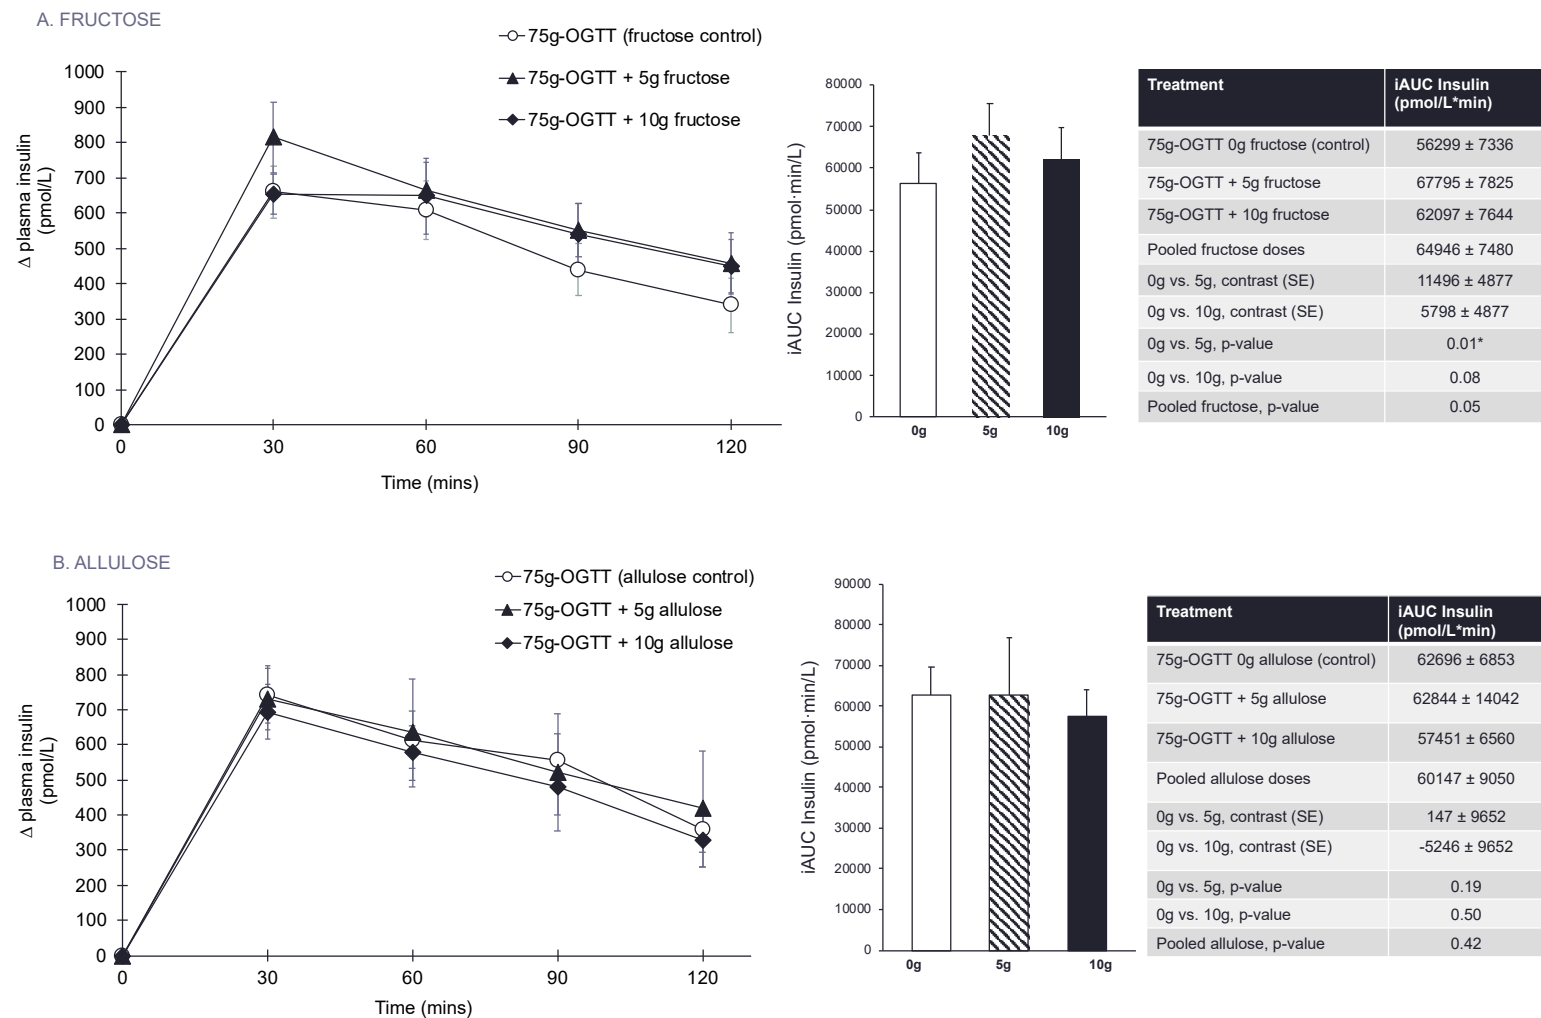 A. FRUCTOSE
75g-OGTT (fructose control)
75g-OGTT + 5g fructose
75g-OGTT + 10g fructose
Δ plasma insulin
(pmol/L)
1000
900
800
700
600
500
400
300
200
100
0
0 30 60 90 120
Time (mins)
iAUC Insulin (pmol·min/L)
80000
70000
60000
50000
40000
30000
20000
10000
0
0g 5g 10g
Treatment iAUC Insulin
(pmol/L*min)
75g-OGTT 0g fructose (control) 56299 ± 7336
75g-OGTT + 5g fructose 67795 ± 7825
75g-OGTT + 10g fructose 62097 ± 7644
Pooled fructose doses 64946 ± 7480
0g vs. 5g, contrast (SE) 11496 ± 4877
0g vs. 10g, contrast (SE) 5798 ± 4877
0g vs. 5g, p-value 0.01*
0g vs. 10g, p-value 0.08
Pooled fructose, p-value 0.05
B. ALLULOSE
75g-OGTT (allulose control)
75g-OGTT + 5g allulose
75g-OGTT + 10g allulose
Δ plasma insulin
(pmol/L)
1000
900
800
700
600
500
400
300
200
100
0
0 30 60 90 120
Time (mins)
iAUC Insulin (pmol·min/L)
90000
80000
70000
60000
50000
40000
30000
20000
10000
0
0g 5g 10g
Treatment iAUC Insulin
(pmol/L*min)
75g-OGTT 0g allulose (control) 62696 ± 6853
75g-OGTT + 5g allulose 62844 ± 14042
75g-OGTT + 10g allulose 57451 ± 6560
Pooled allulose doses 60147 ± 9050
0g vs. 5g, contrast (SE) 147 ± 9652
0g vs. 10g, contrast (SE) -5246 ± 9652
0g vs. 5g, p-value 0.19
0g vs. 10g, p-value 0.50
Pooled allulose, p-value 0.42